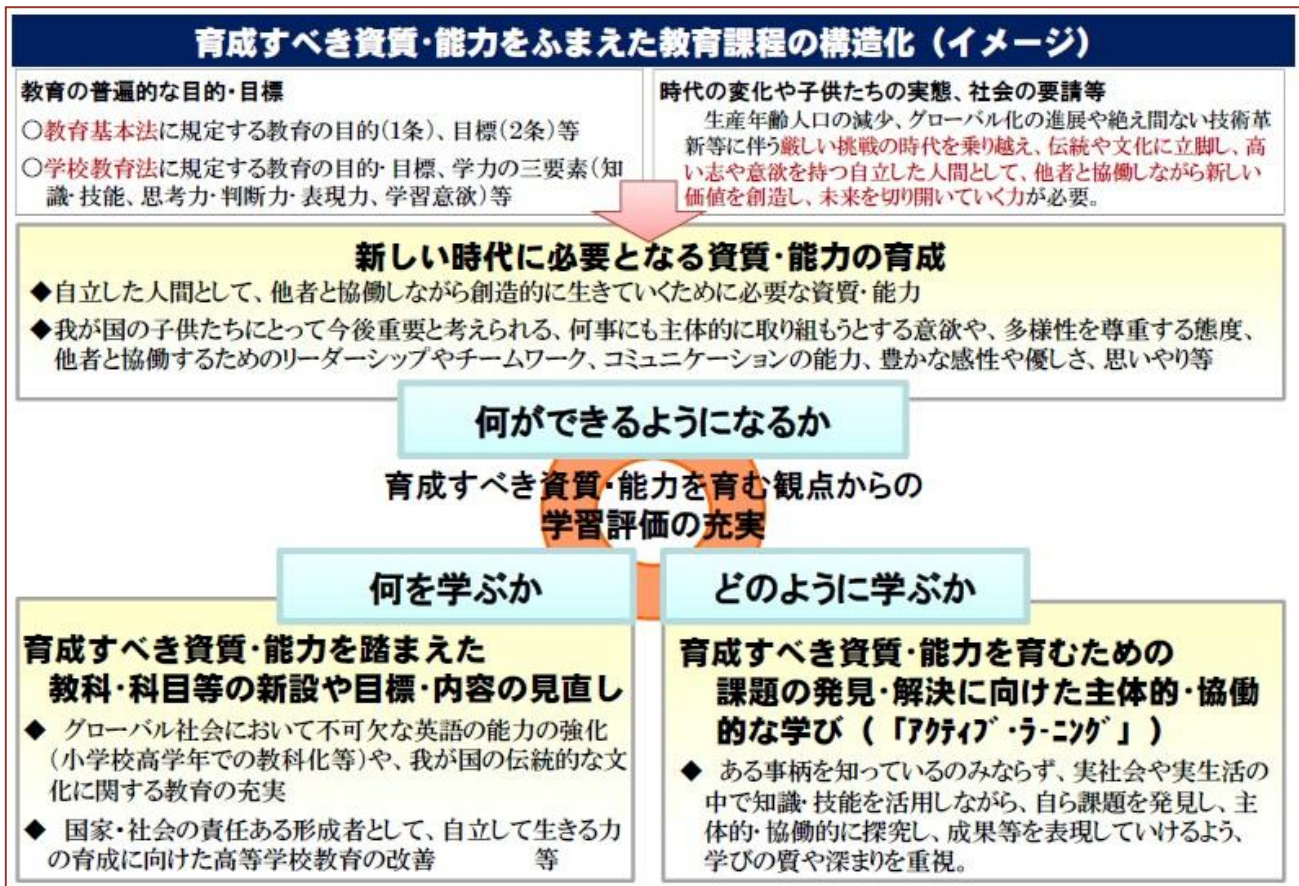 育成すべき資質・能力をふまえた教育課程の構造化（イメージ）
教育の普遍的な目的・目標
○教育基本法に規定する教育の目的(1条)、目標(2条)等
○学校教育法に規定する教育の目的・目標、学力の三要素(知
識・技能、思考力・判断力・表現力、学習意欲)等
時代の変化や子供たちの実態、社会の要請等
生産年齢人口の減少、グローバル化の進展や絶え間ない技術革
新等に伴う厳しい挑戦の時代を乗り越え、伝統や文化に立脚し、高
い志や意欲を持つ自立した人間として、他者と協働しながら新しい
価値を創造し、未来を切り開いていく力が必要。
新しい時代に必要となる資質・能力の育成
◆自立した人間として、他者と協働しながら創造的に生きていくために必要な資質・能力
◆我が国の子供たちにとって今後重要と考えられる、何事にも主体的に取り組もうとする意欲や、多様性を尊重する態度、
他者と協働するためのリーダーシップやチームワーク、コミュニケーションの能力、豊かな感性や優しさ、思いやり等
何ができるようになるか
育成すべき資質・能力を育む観点からの
学習評価の充実
何を学ぶか
育成すべき資質・能力を踏まえた
教科・科目等の新設や目標・内容の見直し
◆ グローバル社会において不可欠な英語の能力の強化
(小学校高学年での教科化等)や、我が国の伝統的な文
化に関する教育の充実
◆ 国家・社会の責任ある形成者として、自立して生きる力
の育成に向けた高等学校教育の改善 等
どのように学ぶか
育成すべき資質・能力を育むための
課題の発見・解決に向けた主体的・協働
的な学び（「ｱｸﾃｨﾌﾞ・ﾗｰﾆﾝｸﾞ」）
◆ ある事柄を知っているのみならず、実社会や実生活の
中で知識・技能を活用しながら、自ら課題を発見し、主
体的・協働的に探究し、成果等を表現していけるよう、
学びの質や深まりを重視。